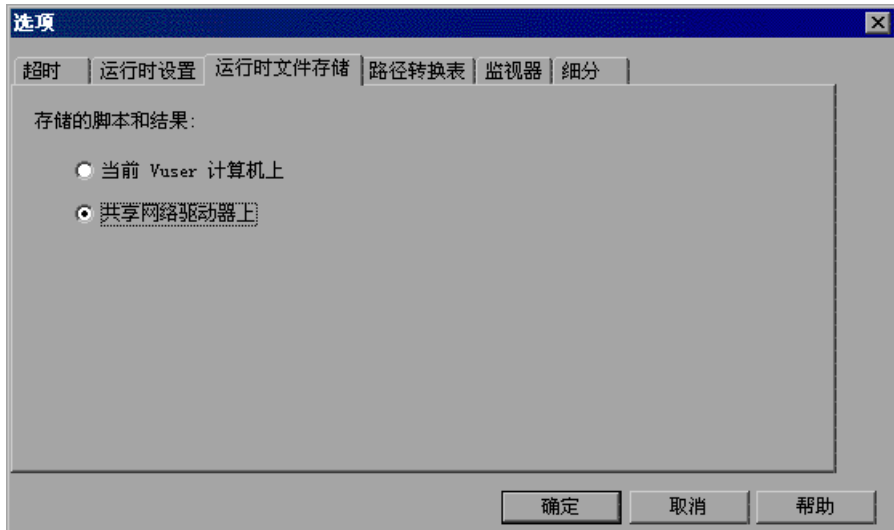 选项
超时 运行时设置 运行时文件存储 路径转换表 监视器 细分
存储的脚本和结果:
当前 Vuser 计算机上
共享网络驱动器上
确定 取消 帮助